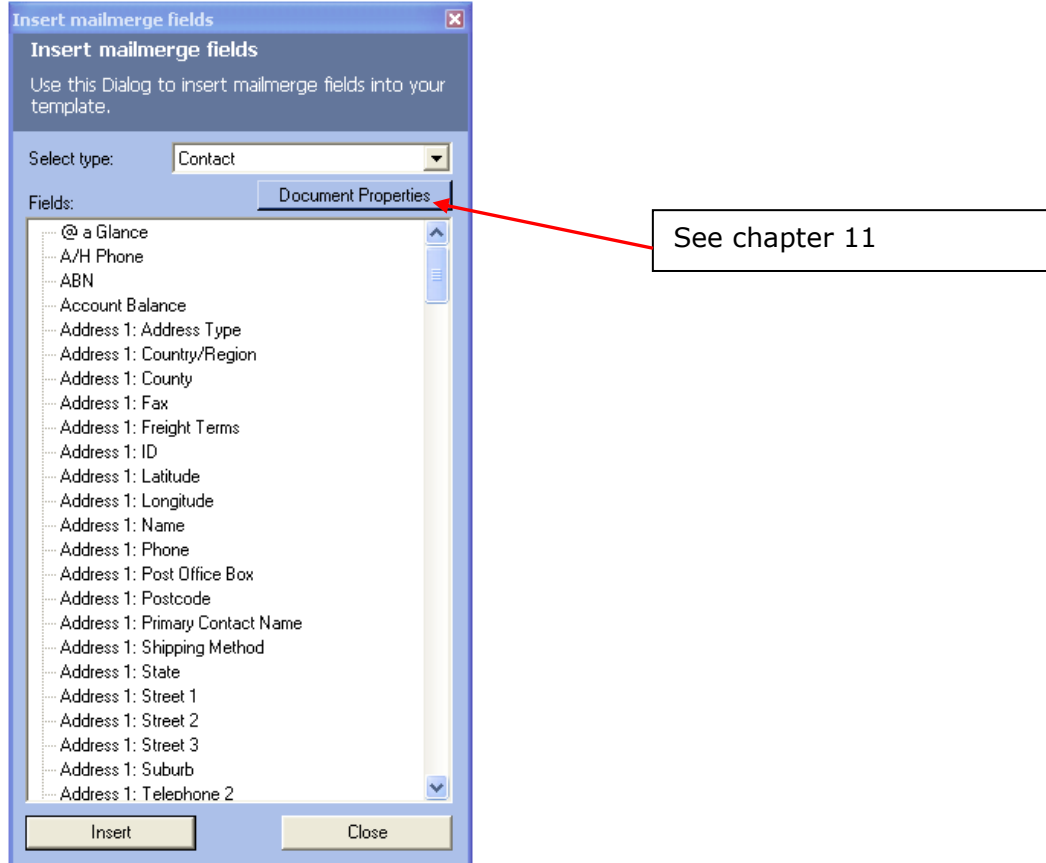 Insert mailmerge fields
Insert mailmerge fields
Use this Dialog to insert mailmerge fields into your
template.
Select type:
Contact
Document Properties
Fields:
See chapter 11
@ a Glance
A/H Phone
ABN
Account Balance
Address 1: Address Type
Address 1: Country/Region
Address 1: County
Address 1: Fax
Address 1: Freight Terms
Address 1: ID
Address 1: Latitude
Address 1: Longitude
Address 1: Name
Address 1: Phone
Address 1: Post Office Box
Address 1: Postcode
Address 1: Primary Contact Name
Address 1: Shipping Method
Address 1: State
Address 1: Street 1
Address 1: Street 2
Address 1: Street 3
Address 1: Suburb
Address 1: Telephone 2
Insert
Close